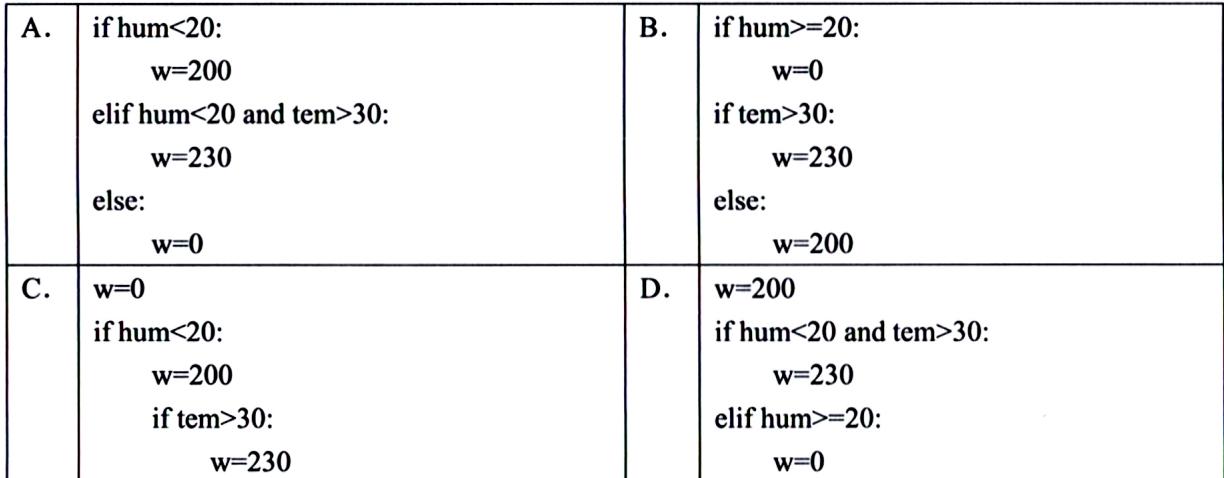 A.
if hum<20:
w=200
elif hum<20 and tem>30:
w=230
else:
w=0
B.
if hum>=20:
w=0
if tem>30:
w=230
else:
w=200
C.
w=0
if hum<20:
w=200
if tem>30:
w=230
D.
w=200
if hum<20 and tem>30:
w=230
elif hum>=20:
w=0